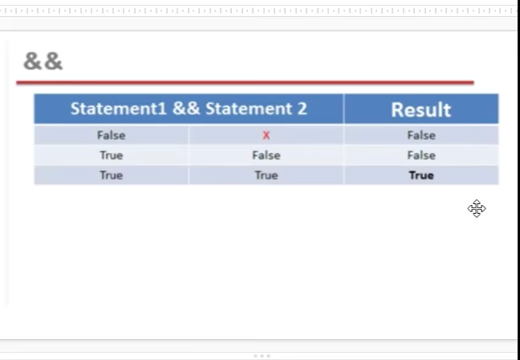 &&
Statement1 && Statement 2 Result
False X False
True False False
True True True